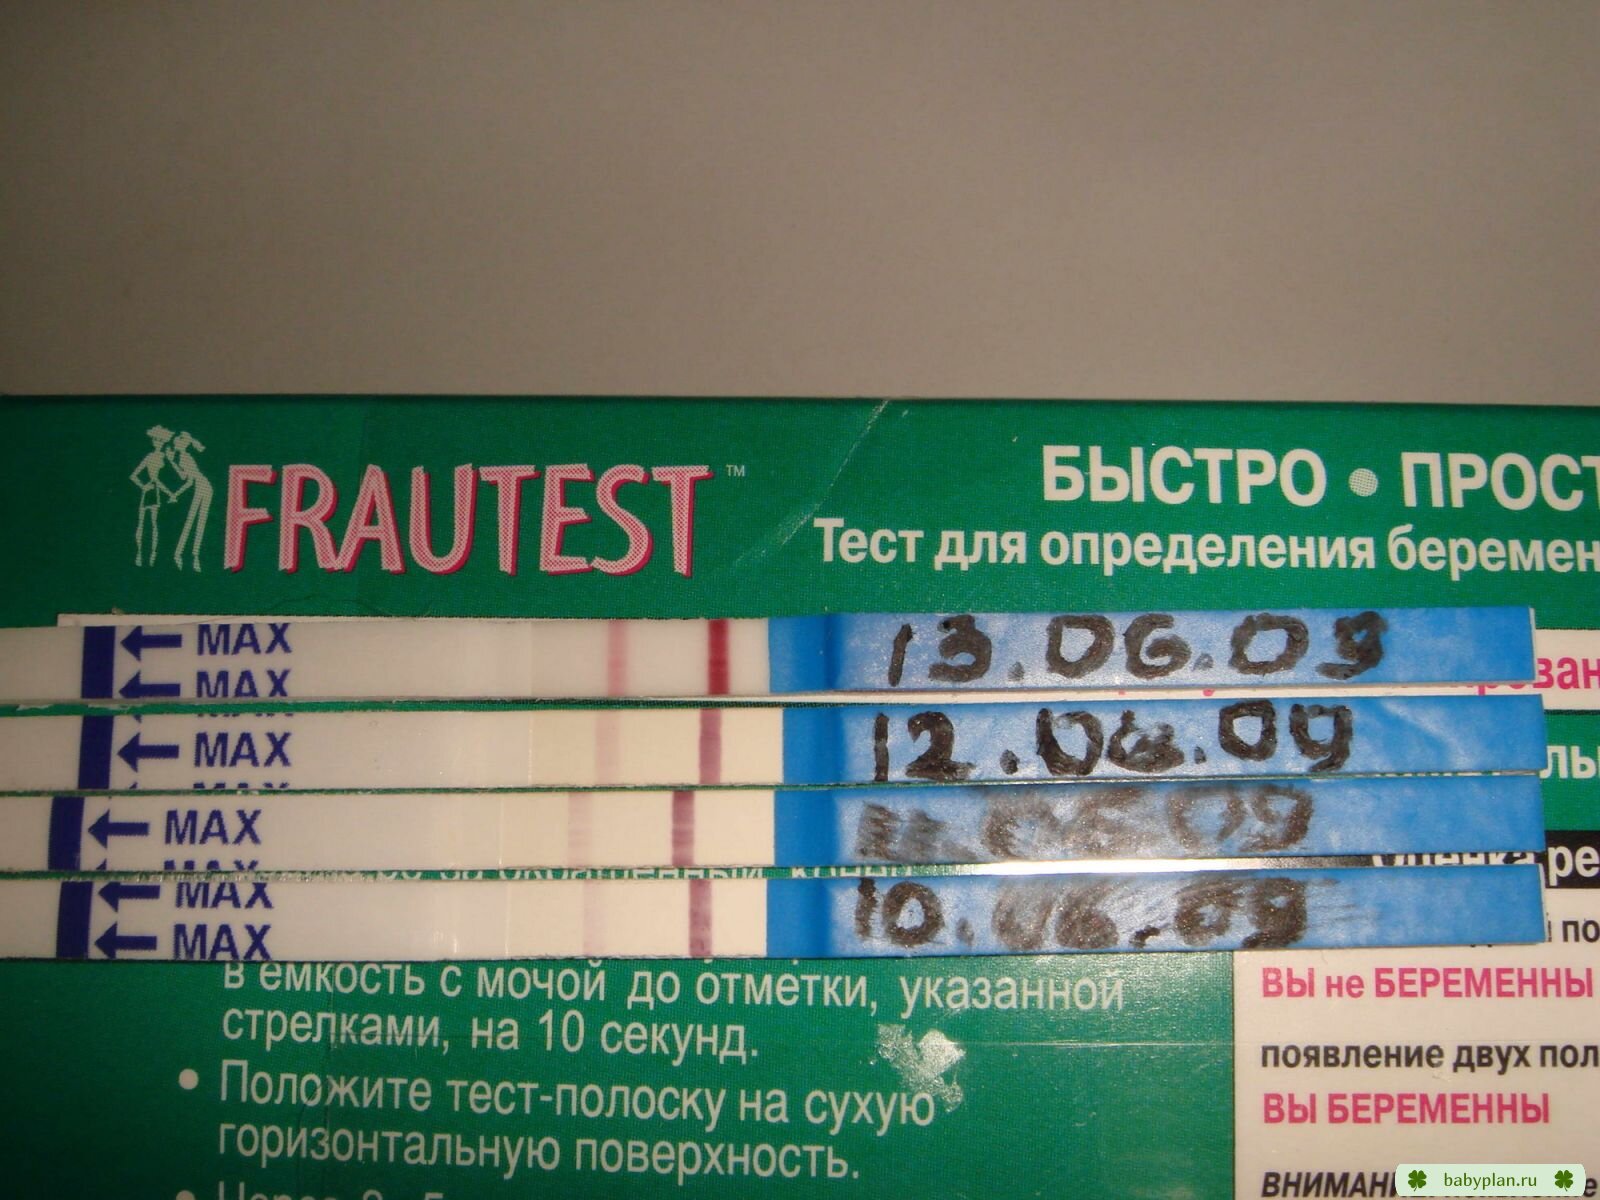 FRAUTEST™
БЫСТРО • ПРОСТ
Тест для определения беремен
MAX 13.06.09
MAX
MAX 12.06.09
MAX 09
MAX 10.06.09
MAX
в емкость с мочой до отметки, указанной
стрелками, на 10 секунд.
• Положите тест-полоску на сухую
горизонтальную поверхность.
ВЫ не БЕРЕМЕННЫ
появление двух пол
ВЫ БЕРЕМЕННЫ
babyplan.ru